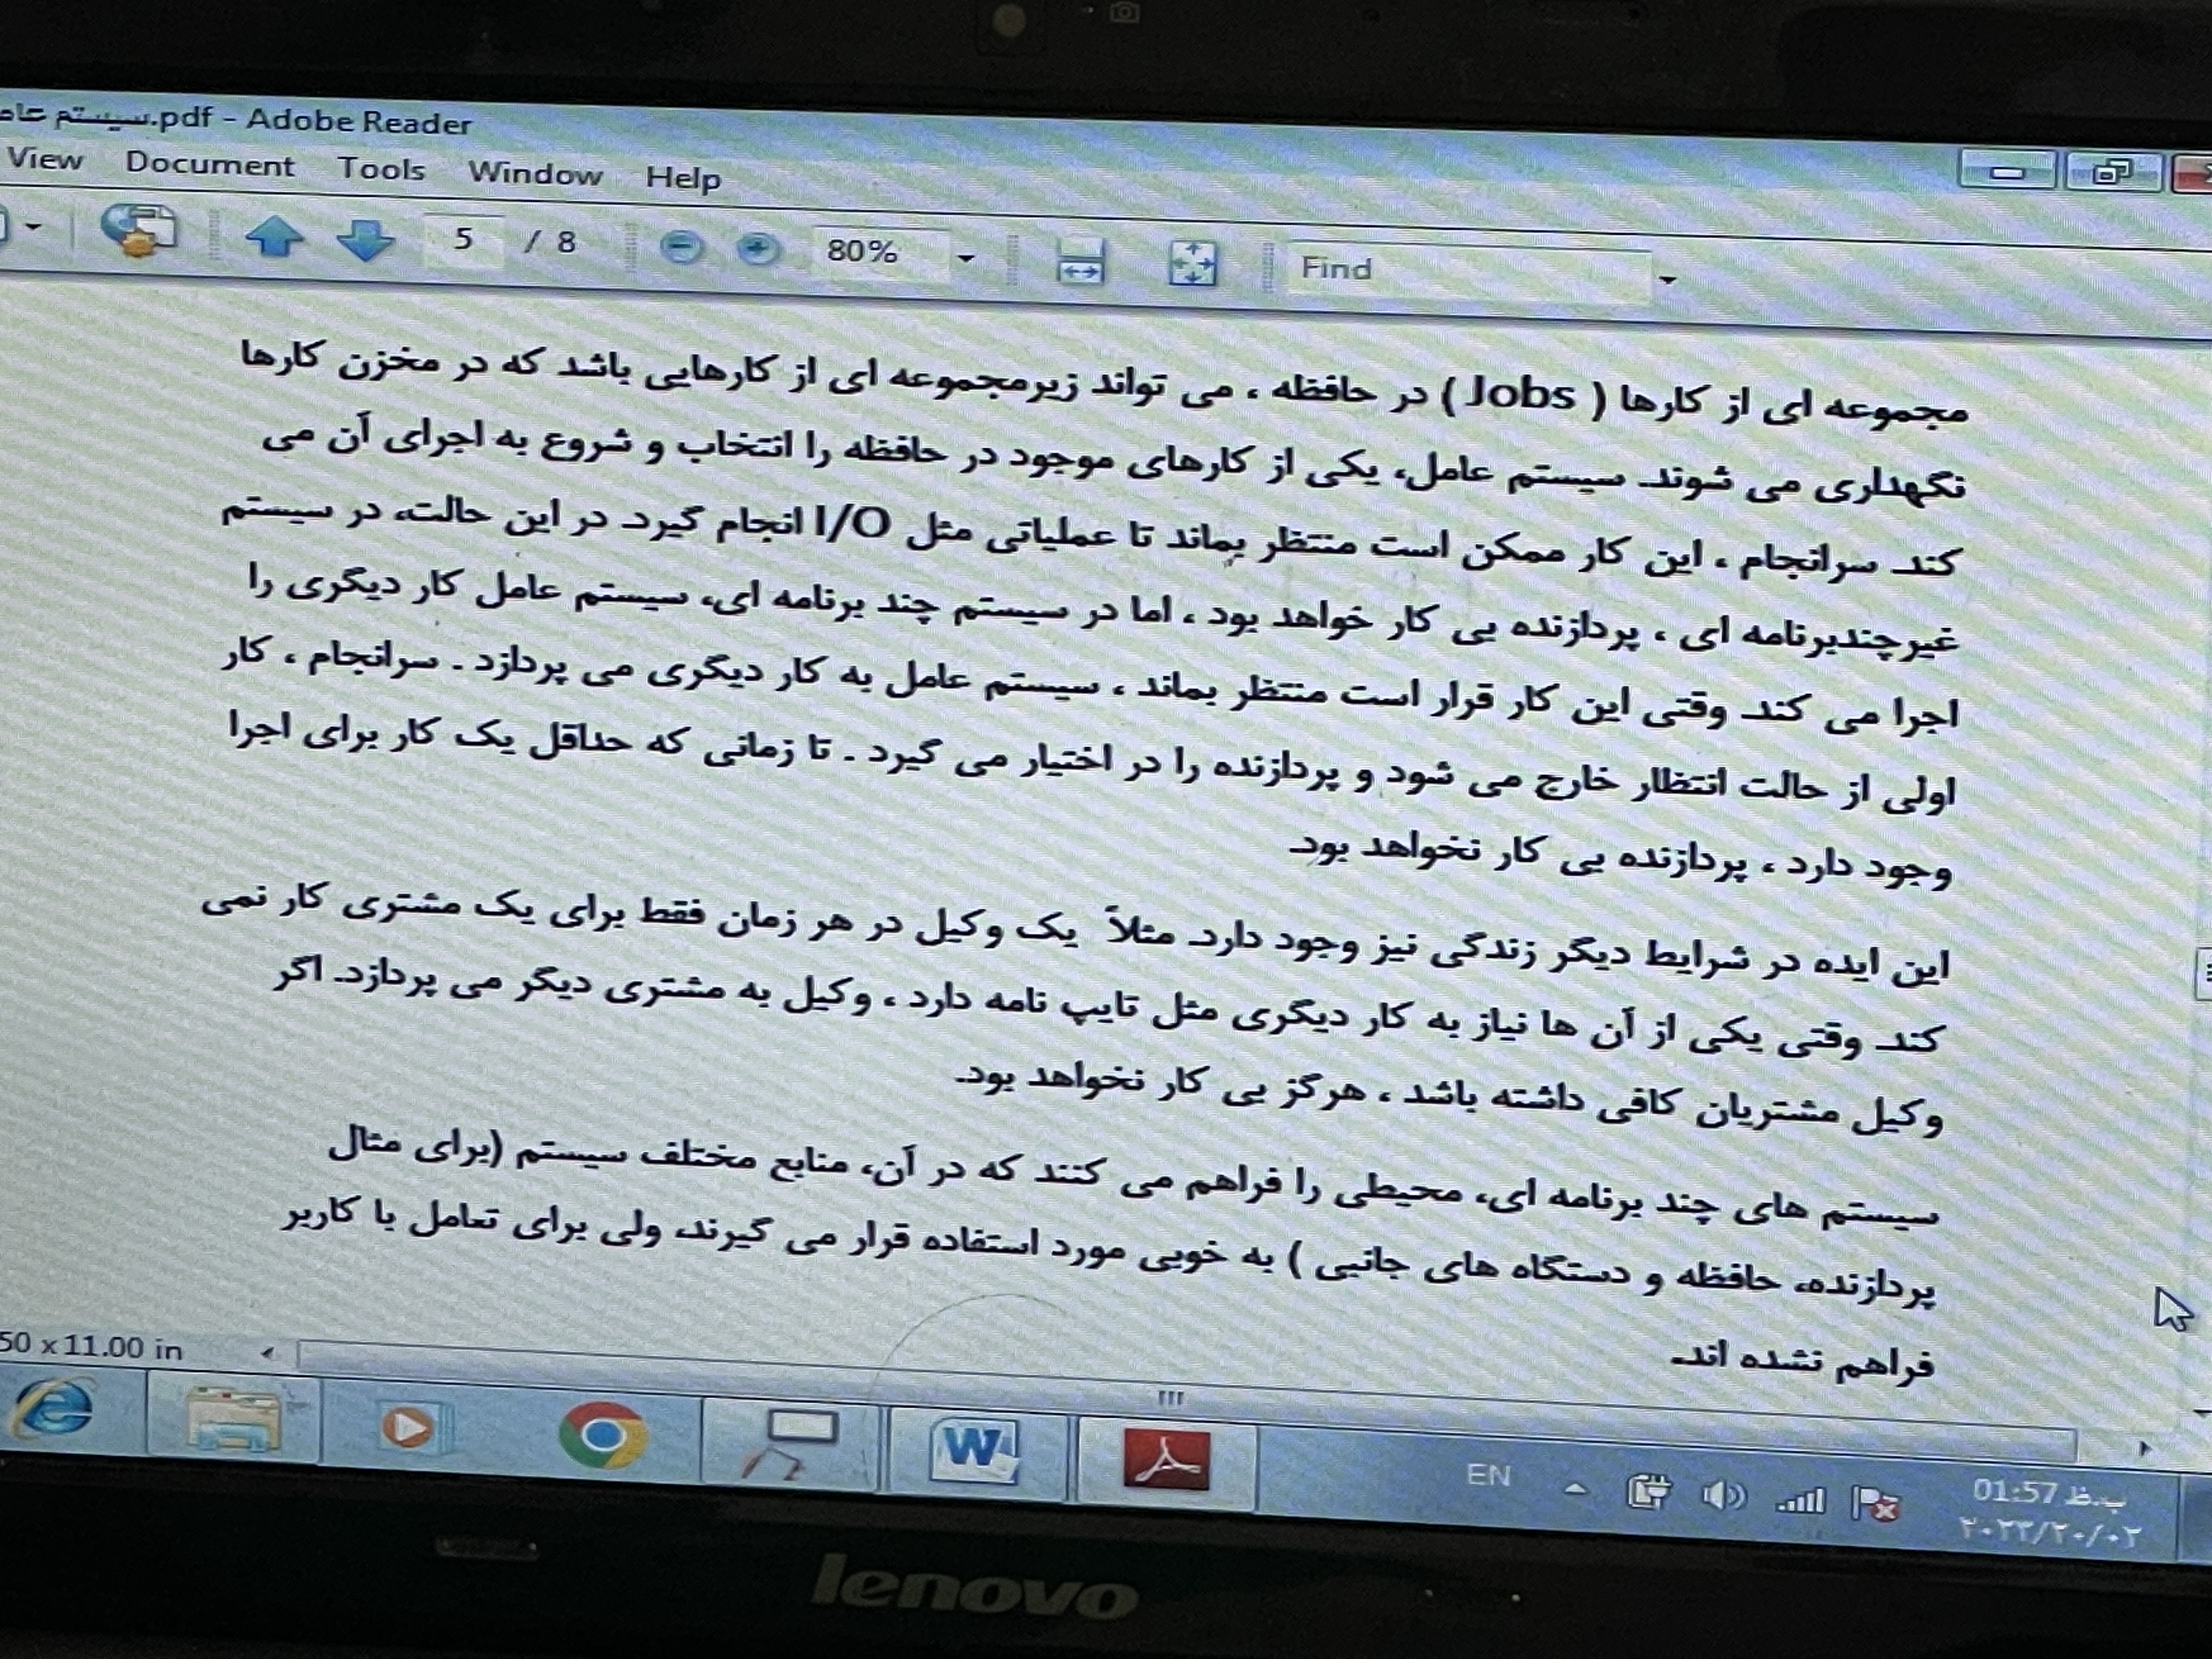 سیستم عام.pdf - Adobe Reader
View Document Tools Window Help
5 / 8 80% Find
مجموعه ای از کارها ( Jobs ) در حافظه ، می تواند زیرمجموعه ای از کارهایی باشد که در مخزن کارها
نگهداری می شوند. سیستم عامل، یکی از کارهای موجود در حافظه را انتخاب و شروع به اجرای آن می
کند. سرانجام ، این کار ممکن است منتظر بماند تا عملیاتی مثل I/O انجام گیرد. در این حالت، در سیستم
غیرچندبرنامه ای ، پردازنده بی کار خواهد بود ، اما در سیستم چند برنامه ای، سیستم عامل کار دیگری را
اجرا می کند. وقتی این کار قرار است منتظر بماند ، سیستم عامل به کار دیگری می پردازد . سرانجام ، کار
اولی از حالت انتظار خارج می شود و پردازنده را در اختیار می گیرد . تا زمانی که حداقل یک کار برای اجرا
وجود دارد ، پردازنده بی کار نخواهد بود.
این ایده در شرایط دیگر زندگی نیز وجود دارد. مثلاً یک وکیل در هر زمان فقط برای یک مشتری کار نمی
کند. وقتی یکی از آن ها نیاز به کار دیگری مثل تایپ نامه دارد ، وکیل به مشتری دیگر می پردازد. اگر
وکیل مشتریان کافی داشته باشد ، هرگز بی کار نخواهد بود.
سیستم های چند برنامه ای، محیطی را فراهم می کنند که در آن، منابع مختلف سیستم (برای مثال
پردازنده، حافظه و دستگاه های جانبی ) به خوبی مورد استفاده قرار می گیرند، ولی برای تعامل با کاربر
فراهم نشده اند.
50 x 11.00 in
EN
01:57 ب.ظ
۲۰۲۳/۲۰/۰۲
lenovo